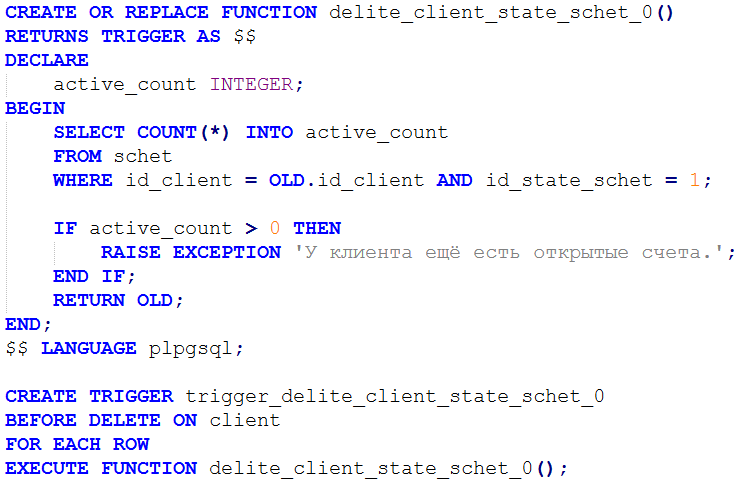 CREATE OR REPLACE FUNCTION delite_client_state_schet_0()
RETURNS TRIGGER AS $$
DECLARE
    active_count INTEGER;
BEGIN
    SELECT COUNT(*) INTO active_count
    FROM schet
    WHERE id_client = OLD.id_client AND id_state_schet = 1;

    IF active_count > 0 THEN
        RAISE EXCEPTION 'У клиента ещё есть открытые счета.';
    END IF;
    RETURN OLD;
END;
$$ LANGUAGE plpgsql;

CREATE TRIGGER trigger_delite_client_state_schet_0
BEFORE DELETE ON client
FOR EACH ROW
EXECUTE FUNCTION delite_client_state_schet_0();